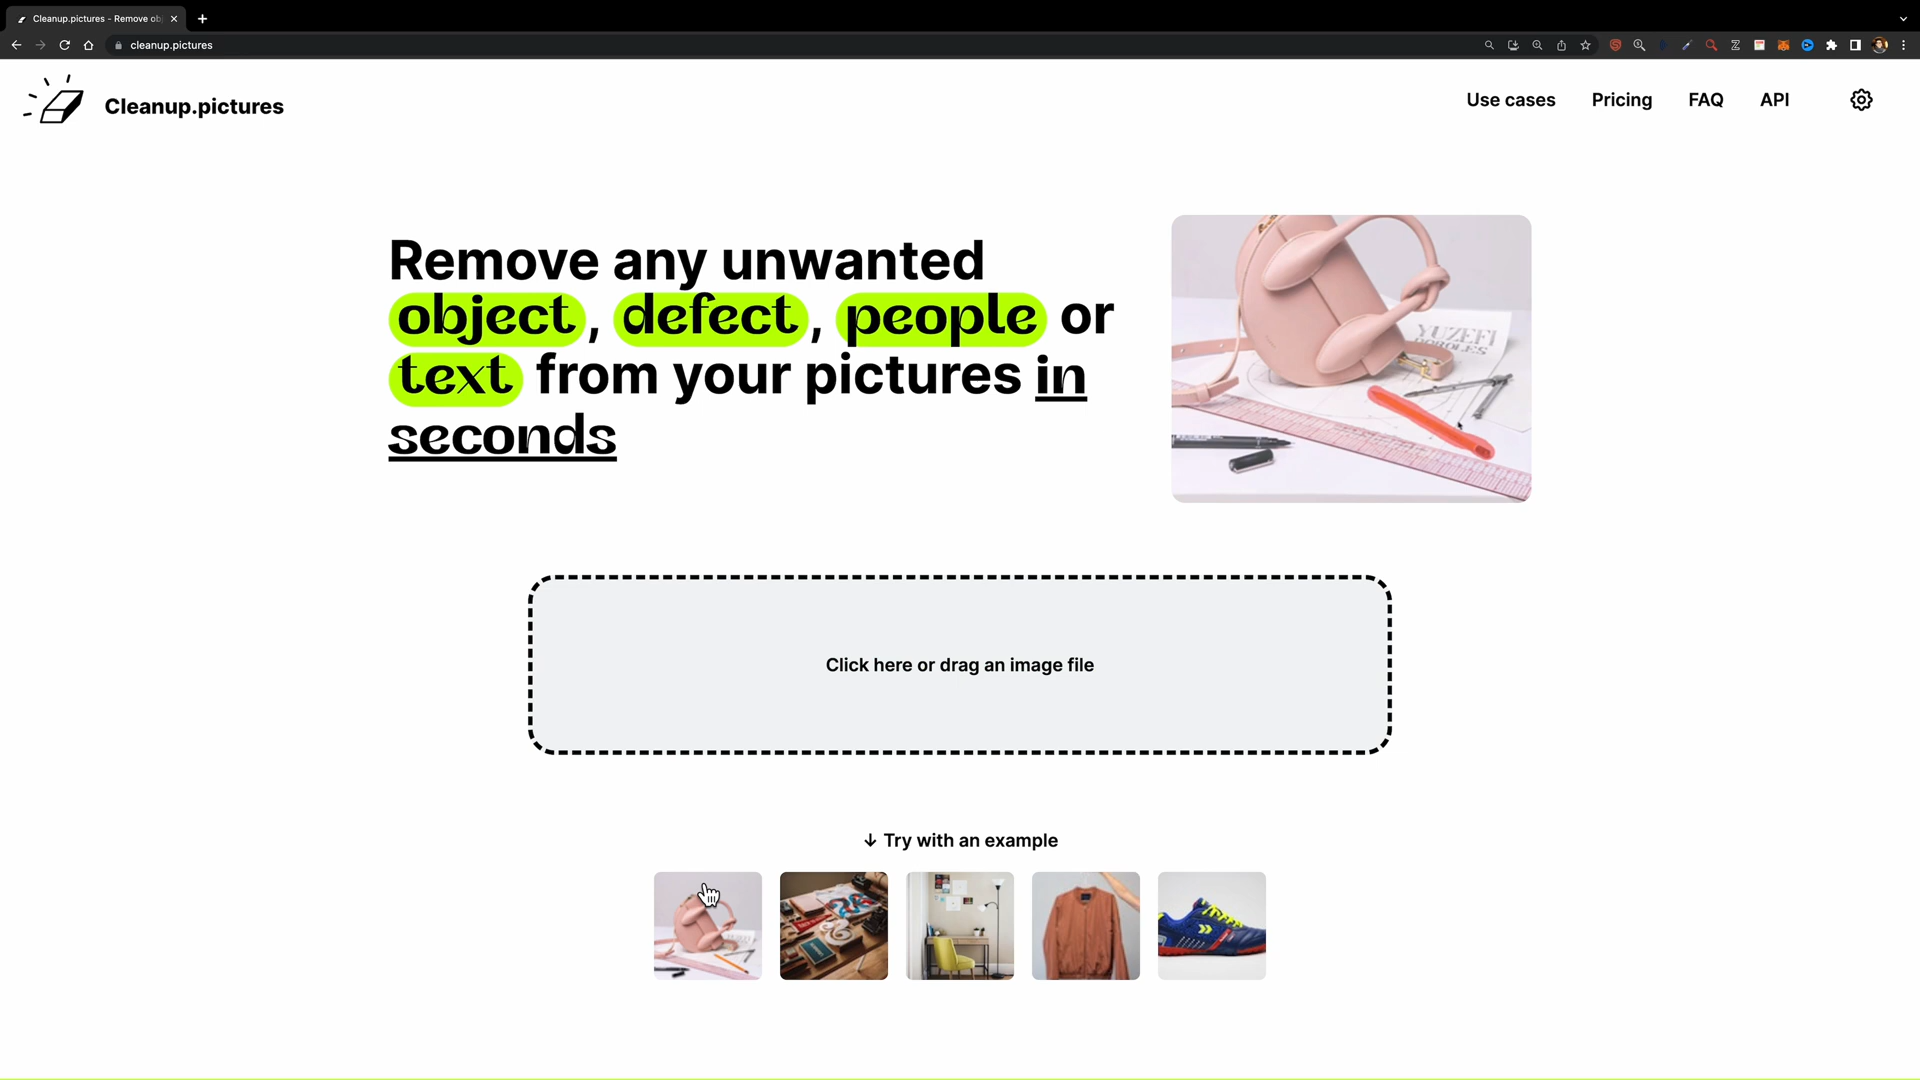 Cleanup.pictures - Remove ob
cleanup.pictures
Cleanup.pictures
Use cases
Pricing
FAQ
API
Remove any unwanted
object, defect, people or
text from your pictures in
seconds
Click here or drag an image file
↓ Try with an example